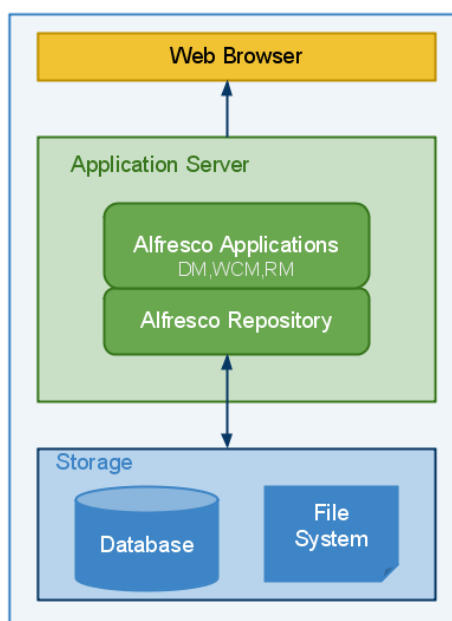 Web Browser
Application Server
Alfresco Applications
DM,WCM,RM
Alfresco Repository
Storage
Database
File
System